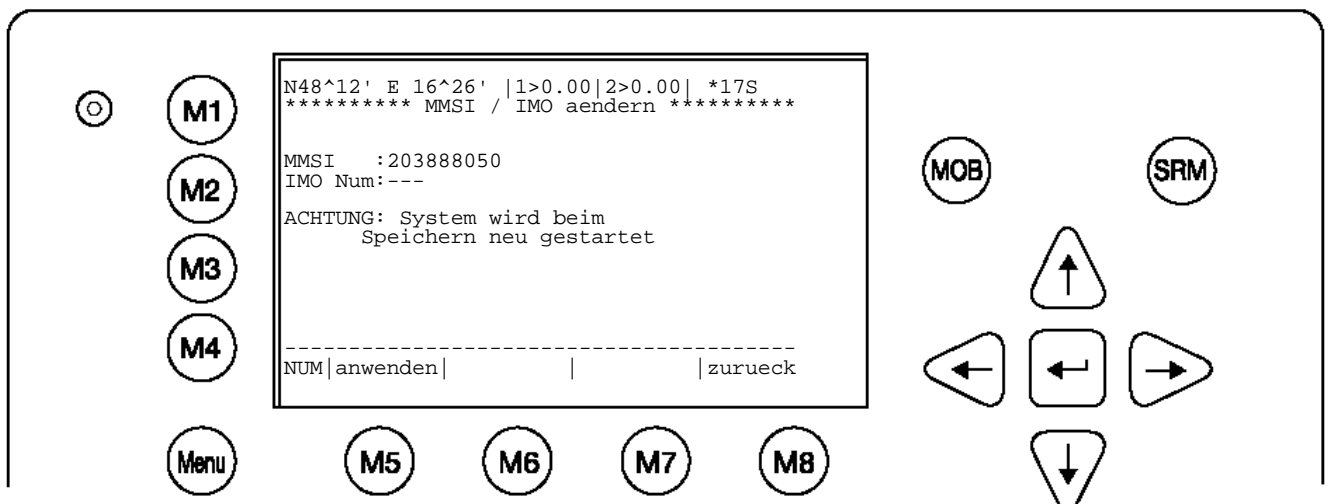 N48^12' E 16^26' |1>0.00|2>0.00| *17S
********** MMSI / IMO aendern **********
MMSI   :203888050
IMO Num:---
ACHTUNG: System wird beim
Speichern neu gestartet
----------------------------------------
NUM|anwenden|         |         |zurueck
M1
M2
M3
M4
Menu
M5
M6
M7
M8
MOB
SRM